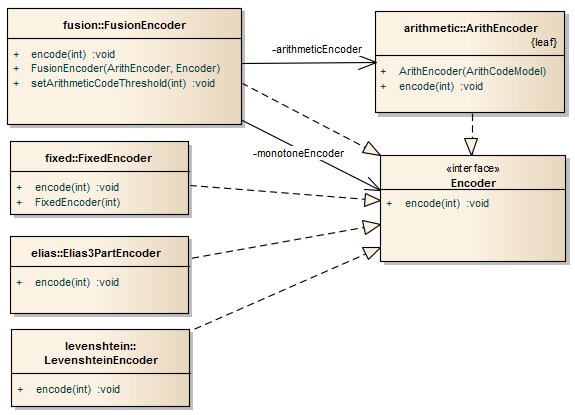 fusion::FusionEncoder
+ encode(int) :void
+ FusionEncoder(ArithEncoder, Encoder)
+ setArithmeticCodeThreshold(int) :void
-arithmeticEncoder
arithmetic::ArithEncoder
{leaf}
+ ArithEncoder(ArithCodeModel)
+ encode(int) :void
-monotoneEncoder
fixed::FixedEncoder
+ encode(int) :void
+ FixedEncoder(int)
«interface»
Encoder
+ encode(int) :void
elias::Elias3PartEncoder
+ encode(int) :void
levenshtein::
LevenshteinEncoder
+ encode(int) :void